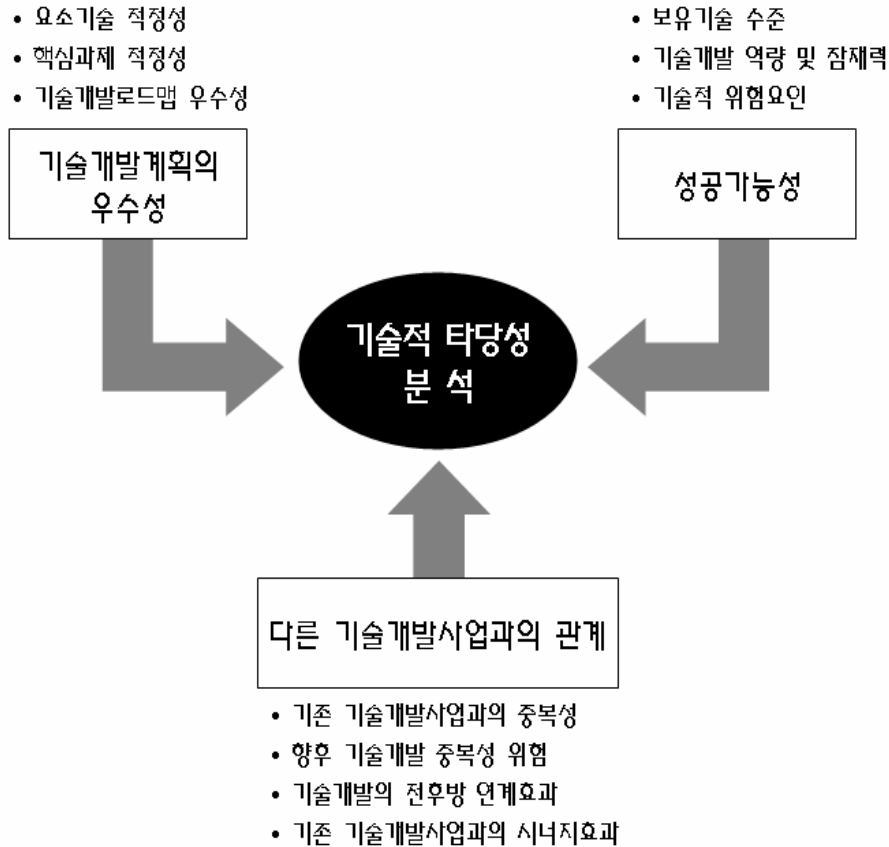 • 요소기술 적정성
• 핵심과제 적정성
• 기술개발로드맵 우수성
기술개발계획의
우수성
• 보유기술 수준
• 기술개발 역량 및 잠재력
• 기술적 위험요인
성공가능성
기술적 타당성
분 석
다른 기술개발사업과의 관계
• 기존 기술개발사업과의 중복성
• 향후 기술개발 중복성 위험
• 기술개발의 전후방 연계효과
• 기존 기술개발사업과의 시너지효과